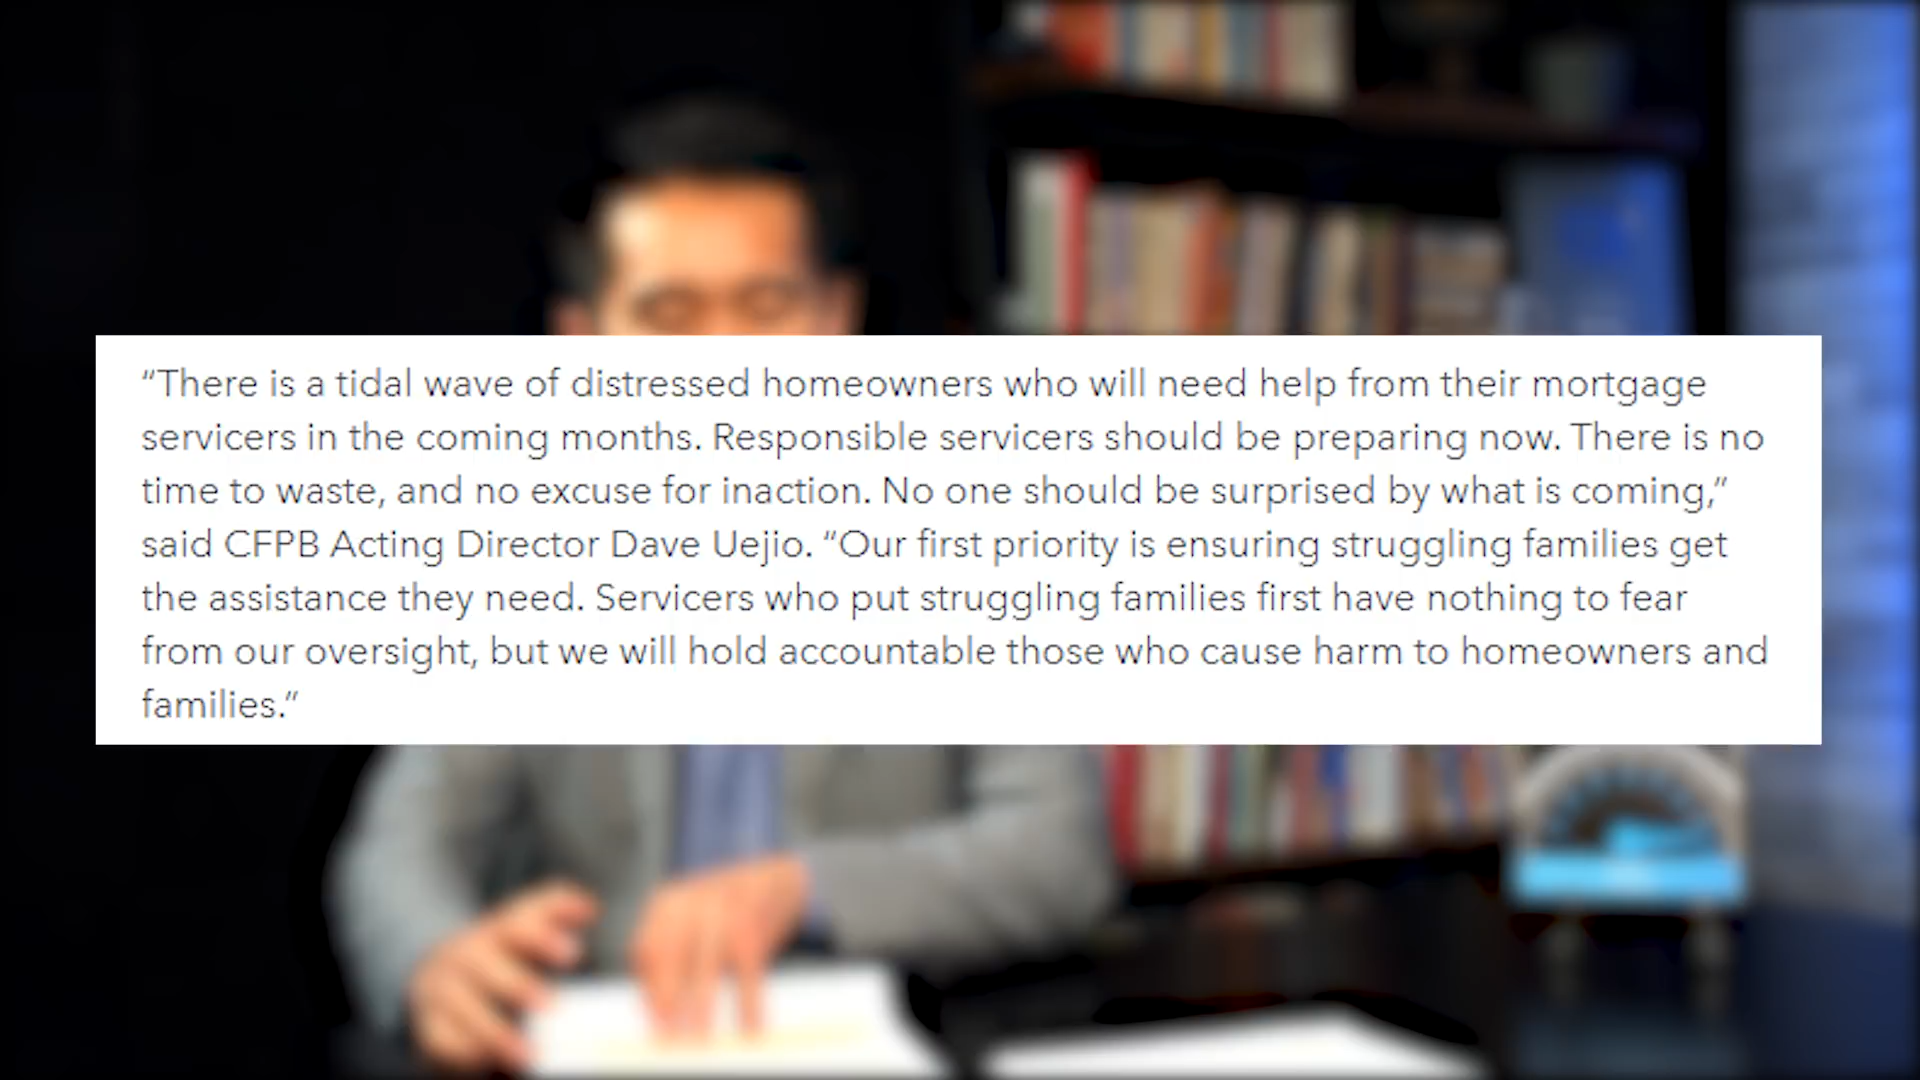 “There is a tidal wave of distressed homeowners who will need help from their mortgage
servicers in the coming months. Responsible servicers should be preparing now. There is no
time to waste, and no excuse for inaction. No one should be surprised by what is coming,”
said CFPB Acting Director Dave Uejio. “Our first priority is ensuring struggling families get
the assistance they need. Servicers who put struggling families first have nothing to fear
from our oversight, but we will hold accountable those who cause harm to homeowners and
families.”